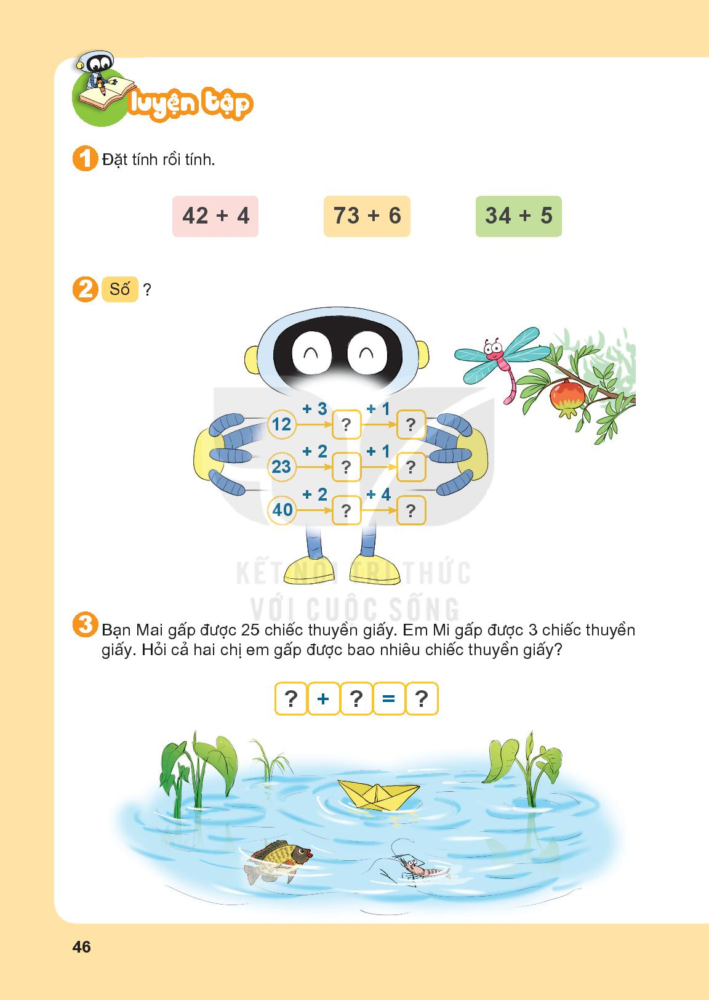 luyện tập
1 Đặt tính rồi tính.
42 + 4 73 + 6 34 + 5
2 Số ?
+ 3 + 1
12 ? ?
+ 2 + 1
23 ? ?
+ 2 + 4
40 ? ?
KẾT NỐI TRI THỨC
VỚI CUỘC SỐNG
3 Bạn Mai gấp được 25 chiếc thuyền giấy. Em Mi gấp được 3 chiếc thuyền
giấy. Hỏi cả hai chị em gấp được bao nhiêu chiếc thuyền giấy?
? + ? = ?
46